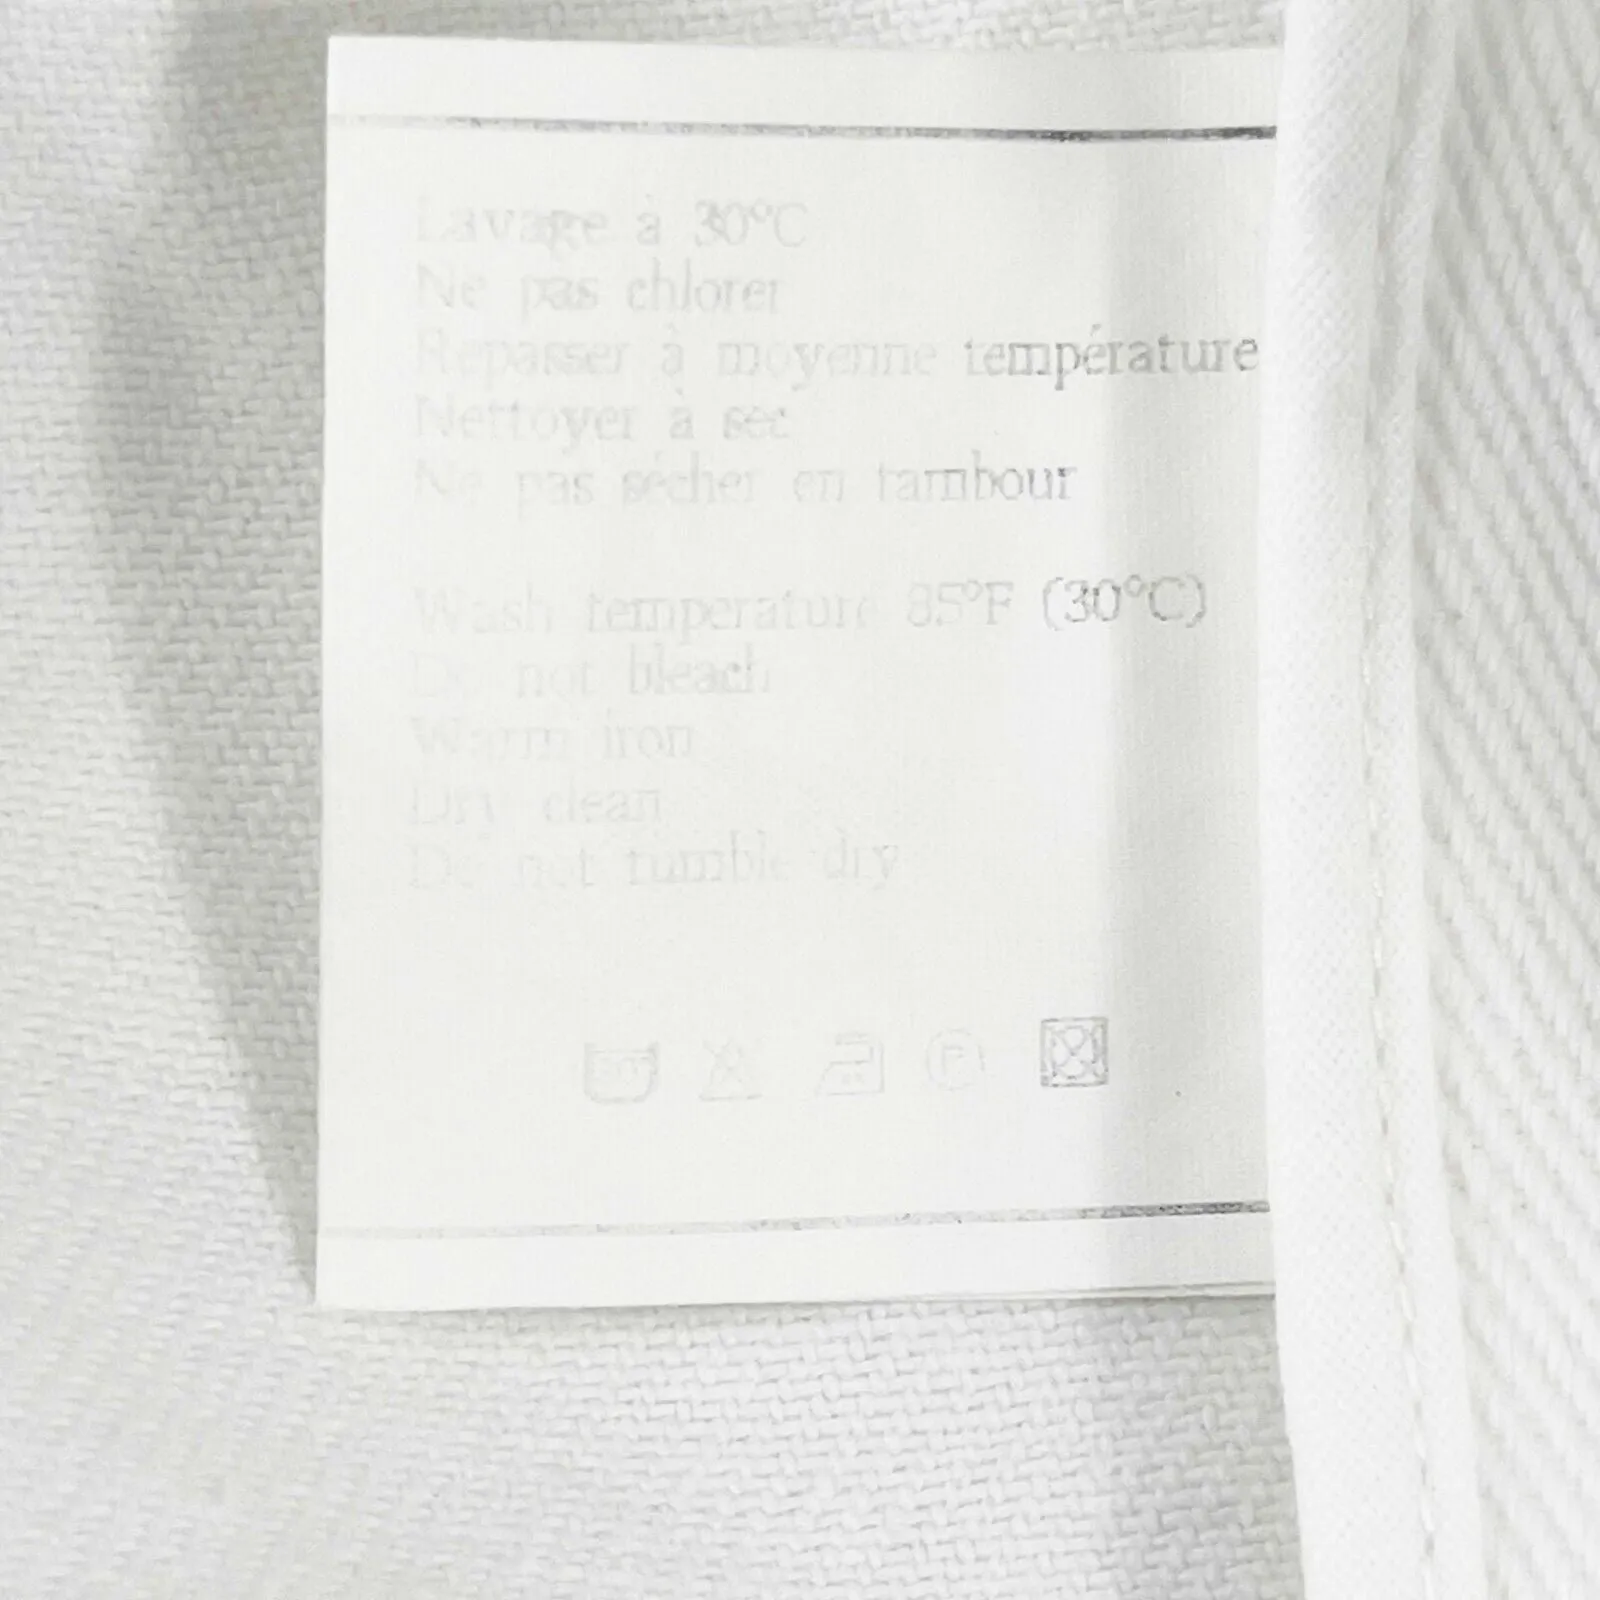 Lavage à 30°C
Ne pas chlorer
Repasser à moyenne température
Nettoyer à sec
Ne pas sécher en tambour
Wash temperature 85°F (30°C)
Do not bleach
Warm iron
Dry clean
Do not tumble dry